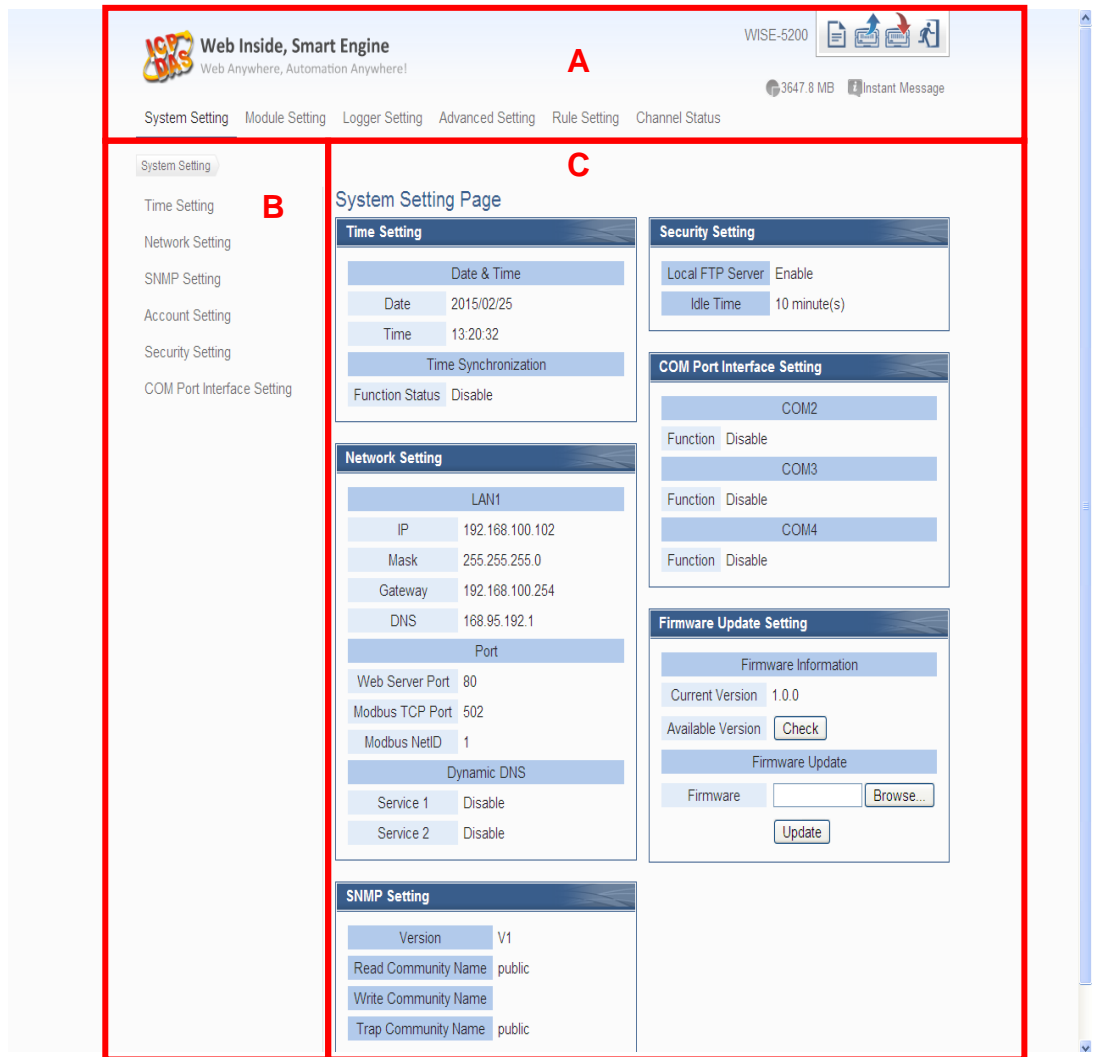 ICP DAS
Web Inside, Smart Engine
Web Anywhere, Automation Anywhere!
WISE-5200
A
3647.8 MB Instant Message
System Setting Module Setting Logger Setting Advanced Setting Rule Setting Channel Status
System Setting
B
Time Setting
Network Setting
SNMP Setting
Account Setting
Security Setting
COM Port Interface Setting
C
System Setting Page
Time Setting
Date & Time
Date 2015/02/25
Time 13:20:32
Time Synchronization
Function Status Disable
Network Setting
LAN1
IP 192.168.100.102
Mask 255.255.255.0
Gateway 192.168.100.254
DNS 168.95.192.1
Port
Web Server Port 80
Modbus TCP Port 502
Modbus NetID 1
Dynamic DNS
Service 1 Disable
Service 2 Disable
SNMP Setting
Version V1
Read Community Name public
Write Community Name
Trap Community Name public
Security Setting
Local FTP Server Enable
Idle Time 10 minute(s)
COM Port Interface Setting
COM2
Function Disable
COM3
Function Disable
COM4
Function Disable
Firmware Update Setting
Firmware Information
Current Version 1.0.0
Available Version Check
Firmware Update
Firmware Browse...
Update